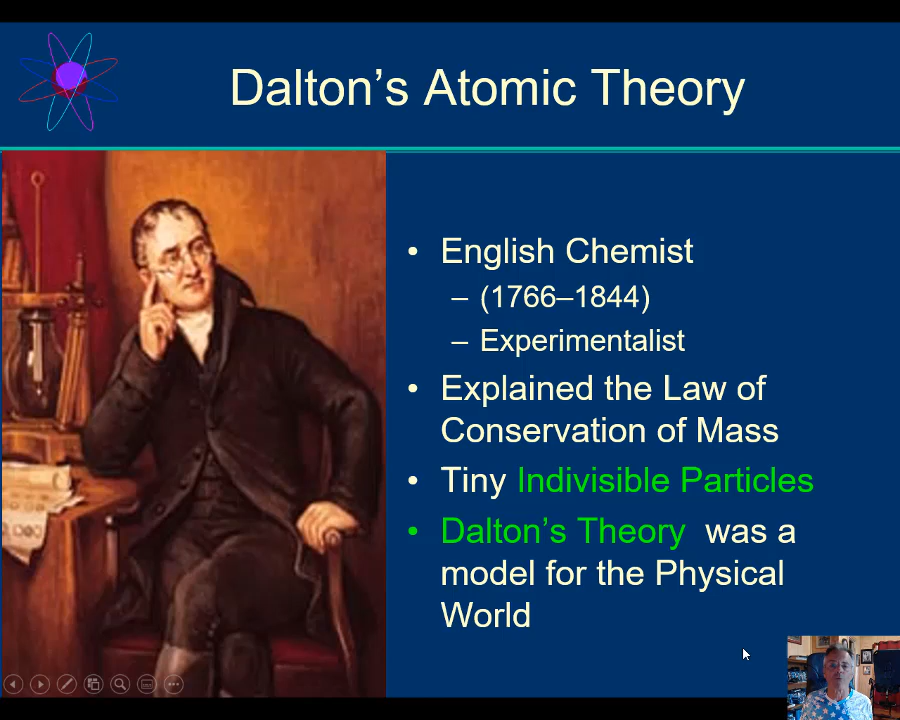 Dalton’s Atomic Theory
• English Chemist
– (1766–1844)
– Experimentalist
• Explained the Law of
Conservation of Mass
• Tiny Indivisible Particles
• Dalton’s Theory was a
model for the Physical
World